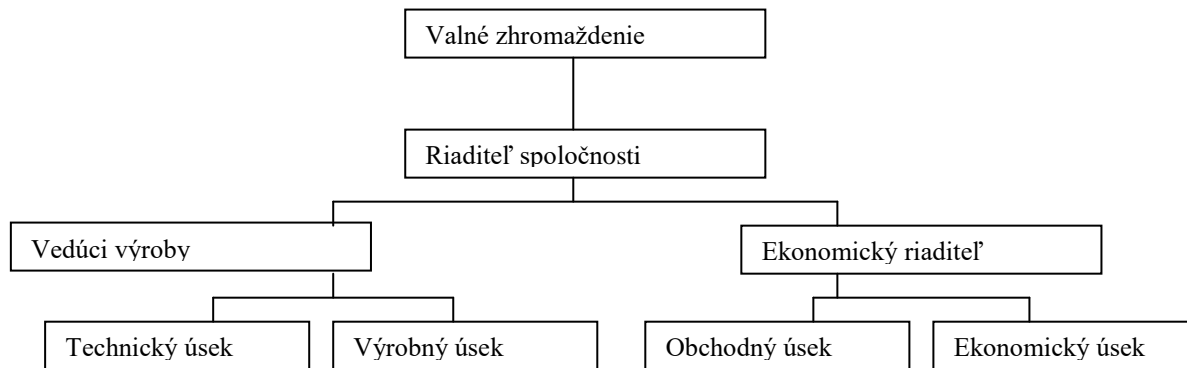 Valné zhromaždenie
Riaditeľ spoločnosti
Vedúci výroby
Ekonomický riaditeľ
Technický úsek
Výrobný úsek
Obchodný úsek
Ekonomický úsek